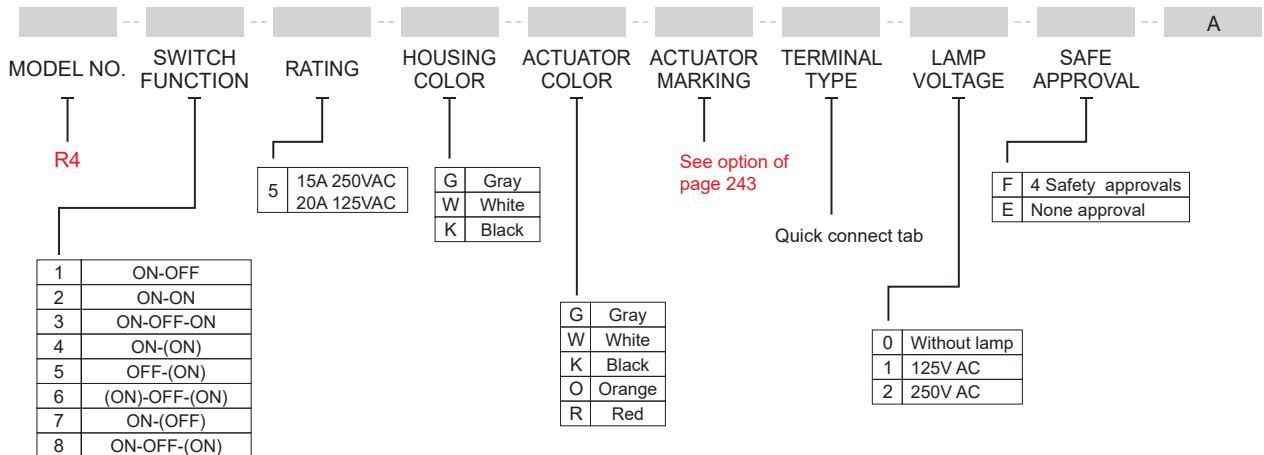 A
MODEL NO.
SWITCH
FUNCTION
RATING
HOUSING
COLOR
ACTUATOR
COLOR
ACTUATOR
MARKING
TERMINAL
TYPE
LAMP
VOLTAGE
SAFE
APPROVAL
R4
5 15A 250VAC
20A 125VAC
G Gray
W White
K Black
See option of
page 243
Quick connect tab
F 4 Safety approvals
E None approval
1 ON-OFF
2 ON-ON
3 ON-OFF-ON
4 ON-(ON)
5 OFF-(ON)
6 (ON)-OFF-(ON)
7 ON-(OFF)
8 ON-OFF-(ON)
G Gray
W White
K Black
O Orange
R Red
0 Without lamp
1 125V AC
2 250V AC